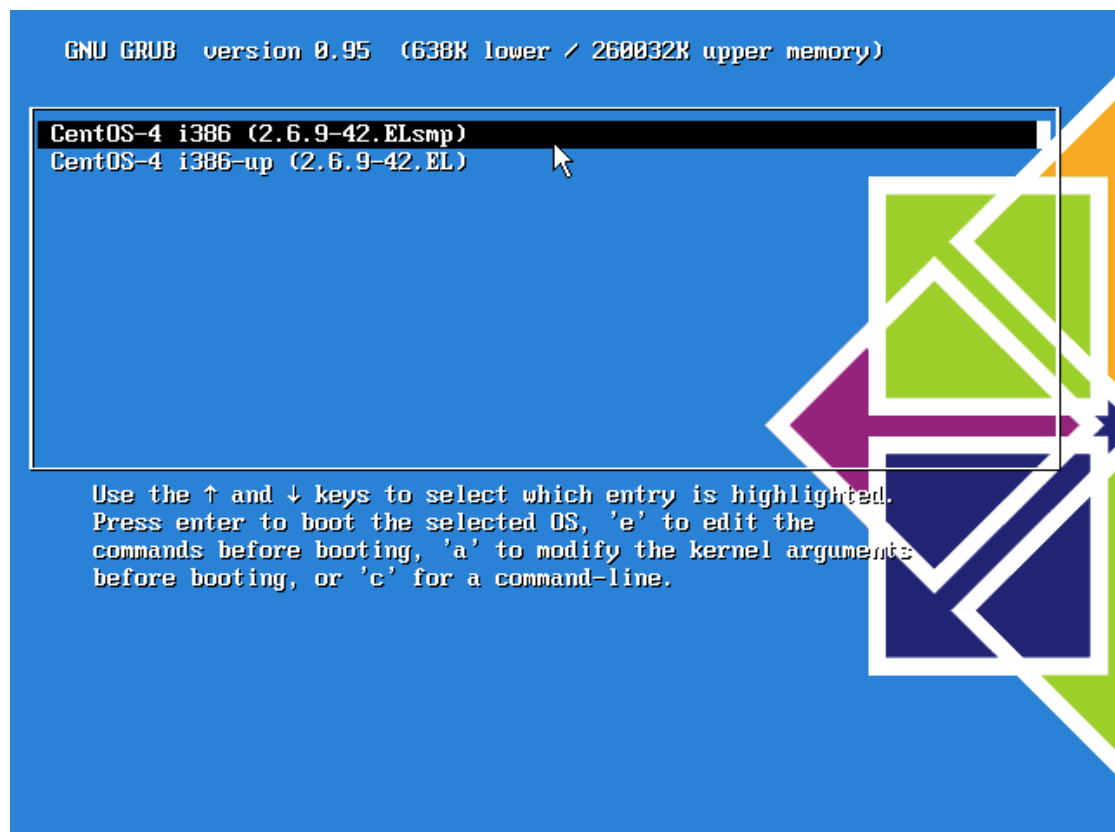 GNU GRUB version 0.95 (638K lower / 260032K upper memory)
CentOS-4 i386 (2.6.9-42.ELsmp)
CentOS-4 i386-up (2.6.9-42.EL)
Use the ↑ and ↓ keys to select which entry is highlighted.
Press enter to boot the selected OS, 'e' to edit the
commands before booting, 'a' to modify the kernel arguments
before booting, or 'c' for a command-line.